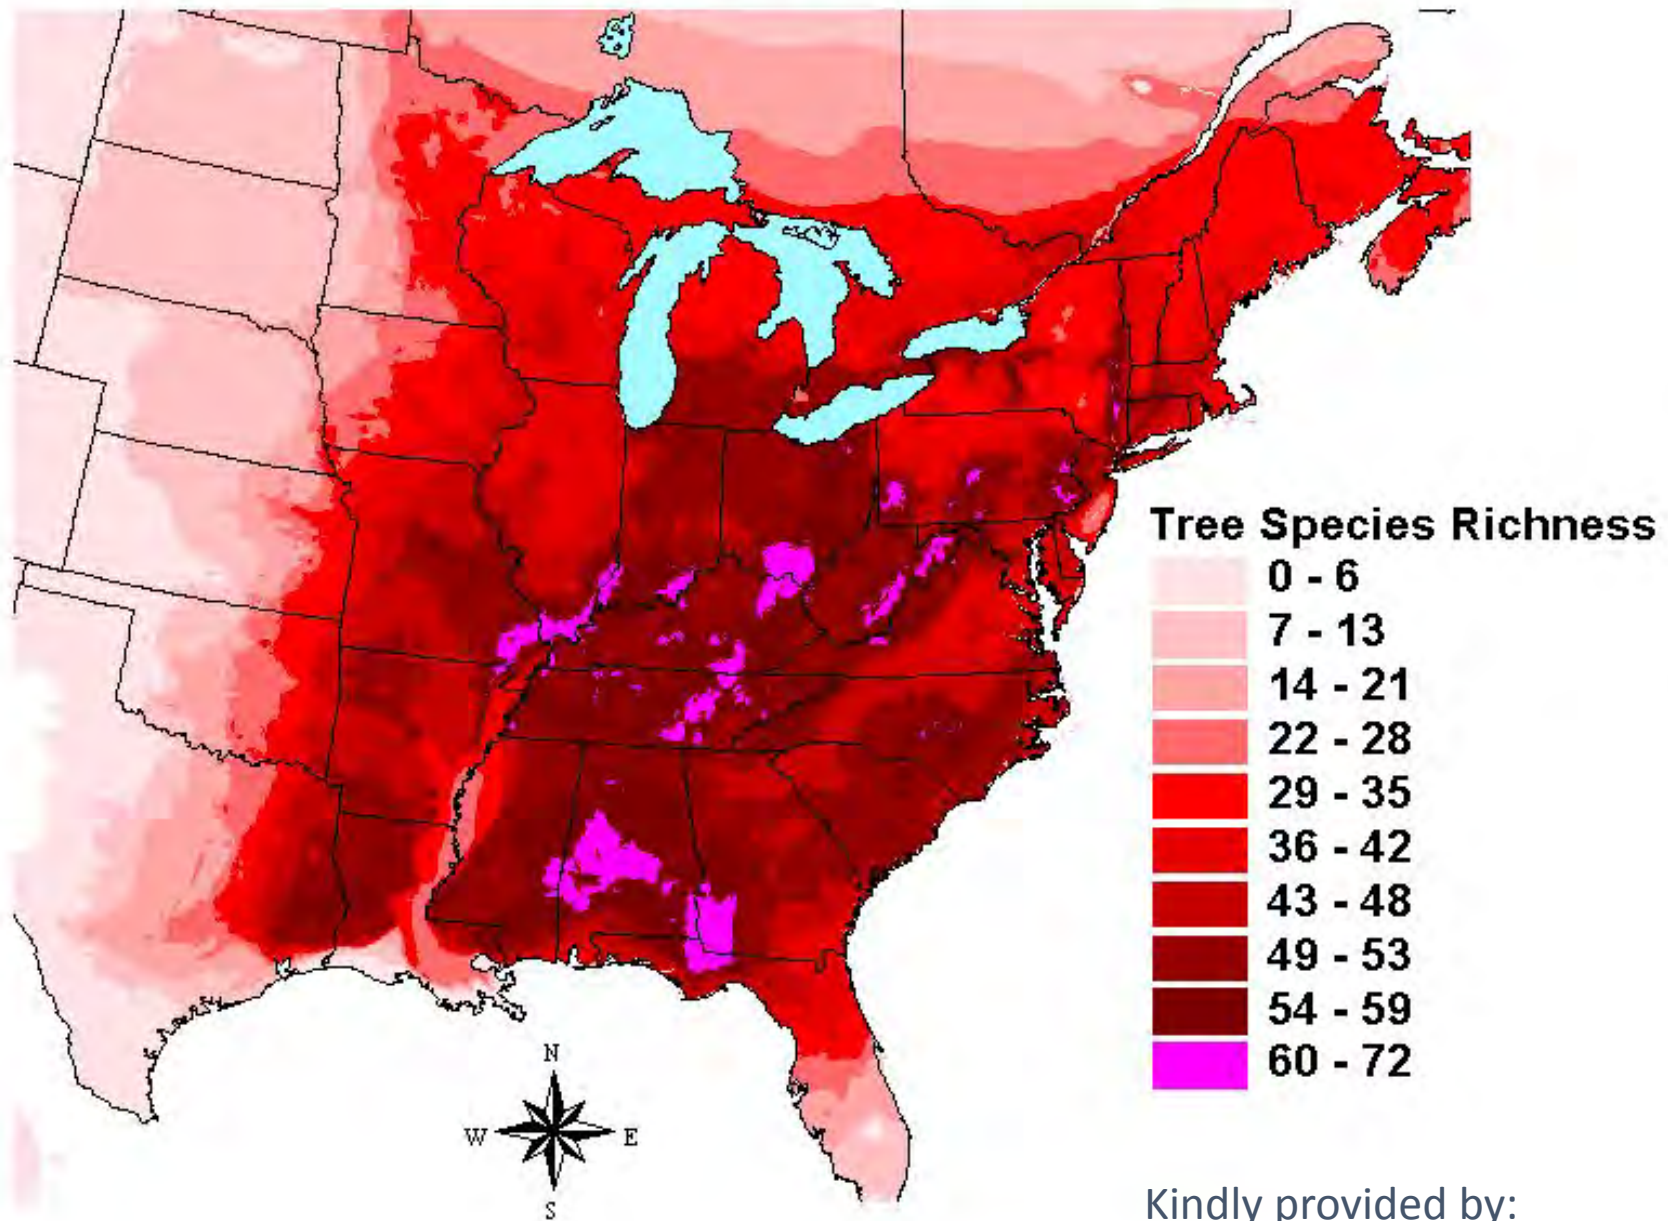 Tree Species Richness
0 - 6
7 - 13
14 - 21
22 - 28
29 - 35
36 - 42
43 - 48
49 - 53
54 - 59
60 - 72
N
W E
S
Kindly provided by: